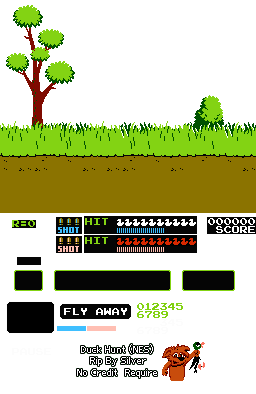 R=0
SHOT
HIT
000000
SCORE
SHOT
HIT
FLY AWAY
012345
6789
Duck Hunt (NES)
Rip By Silver
No Credit Require